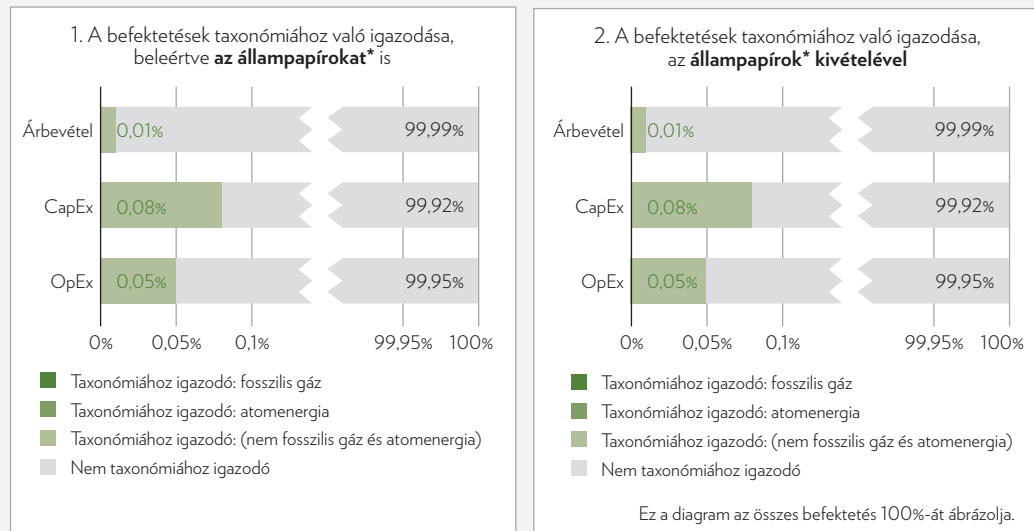 1. A befektetések taxonómiához való igazodása,
beleértve az állampapírokat* is
Árbevétel 0,01% 99,99%
CapEx 0,08% 99,92%
OpEx 0,05% 99,95%
0% 0,05% 0,1% 99,95% 100%
Taxonómiához igazodó: fosszilis gáz
Taxonómiához igazodó: atomenergia
Taxonómiához igazodó: (nem fosszilis gáz és atomenergia)
Nem taxonómiához igazodó
2. A befektetések taxonómiához való igazodása,
az állampapírok* kivételével
Árbevétel 0,01% 99,99%
CapEx 0,08% 99,92%
OpEx 0,05% 99,95%
0% 0,05% 0,1% 99,95% 100%
Taxonómiához igazodó: fosszilis gáz
Taxonómiához igazodó: atomenergia
Taxonómiához igazodó: (nem fosszilis gáz és atomenergia)
Nem taxonómiához igazodó
Ez a diagram az összes befektetés 100%-át ábrázolja.